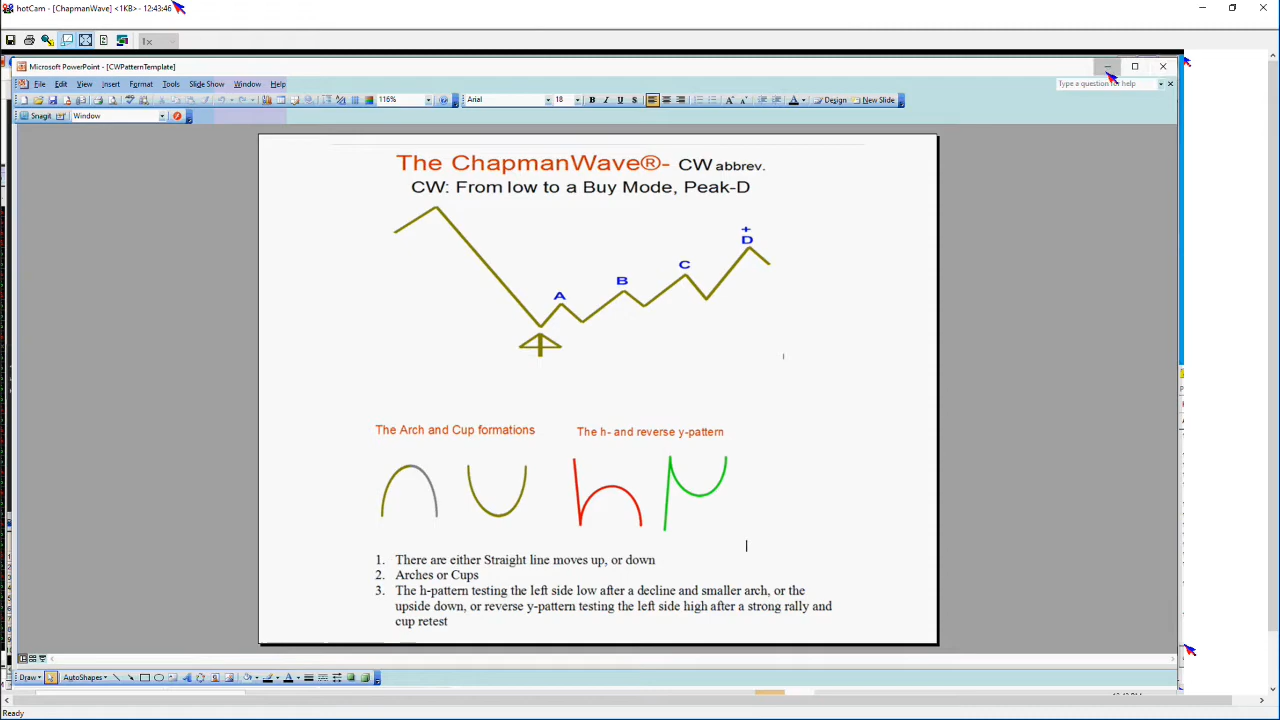 hotCam - [ChapmanWave] <1KB> - 12:43:46
1x
Microsoft PowerPoint - [CWPatternTemplate]
File Edit View Insert Format Tools Slide Show Window Help
Type a question for help
116%
Arial
18
B I U S
Design
New Slide
Snagit
Window
The ChapmanWave®- CW abbrev.
CW: From low to a Buy Mode, Peak-D
+
D
C
B
A
The Arch and Cup formations
The h- and reverse y-pattern
1. There are either Straight line moves up, or down
2. Arches or Cups
3. The h-pattern testing the left side low after a decline and smaller arch, or the
upside down, or reverse y-pattern testing the left side high after a strong rally and
cup retest
Draw
AutoShapes
Ready